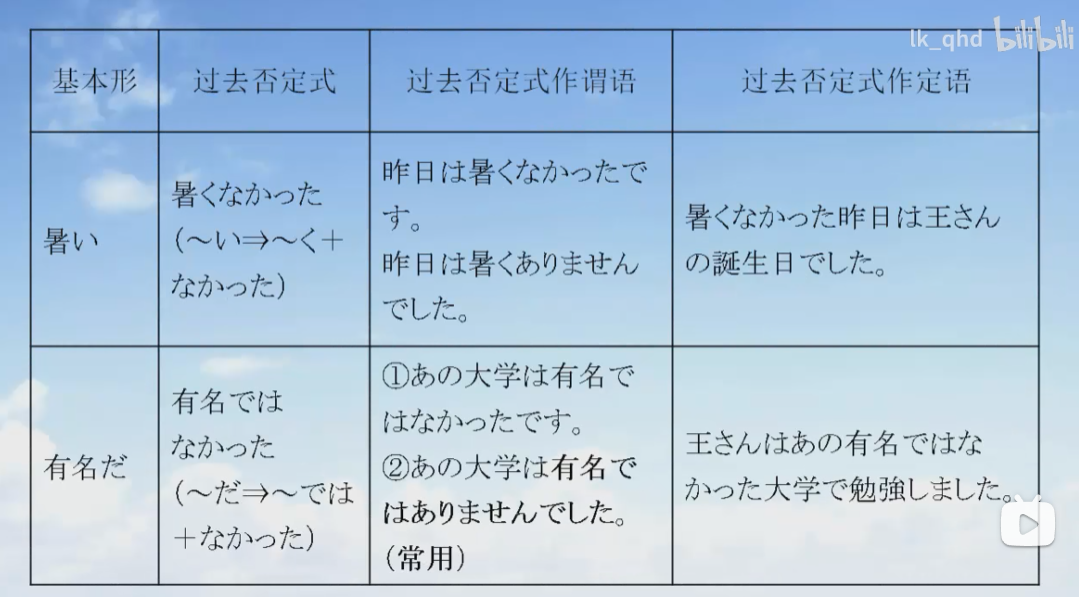 lk_qhd bilibili
基本形
过去否定式
过去否定式作谓语
过去否定式作定语
暑い
暑くなかった
（～い⇒～く＋
なかった）
昨日は暑くなかったで
す。
昨日は暑くありません
でした。
暑くなかった昨日は王さん
の誕生日でした。
有名だ
有名では
なかった
（～だ⇒～では
＋なかった）
①あの大学は有名で
はなかったです。
②あの大学は有名で
はありませんでした。
（常用）
王さんはあの有名ではな
かった大学で勉強しました。